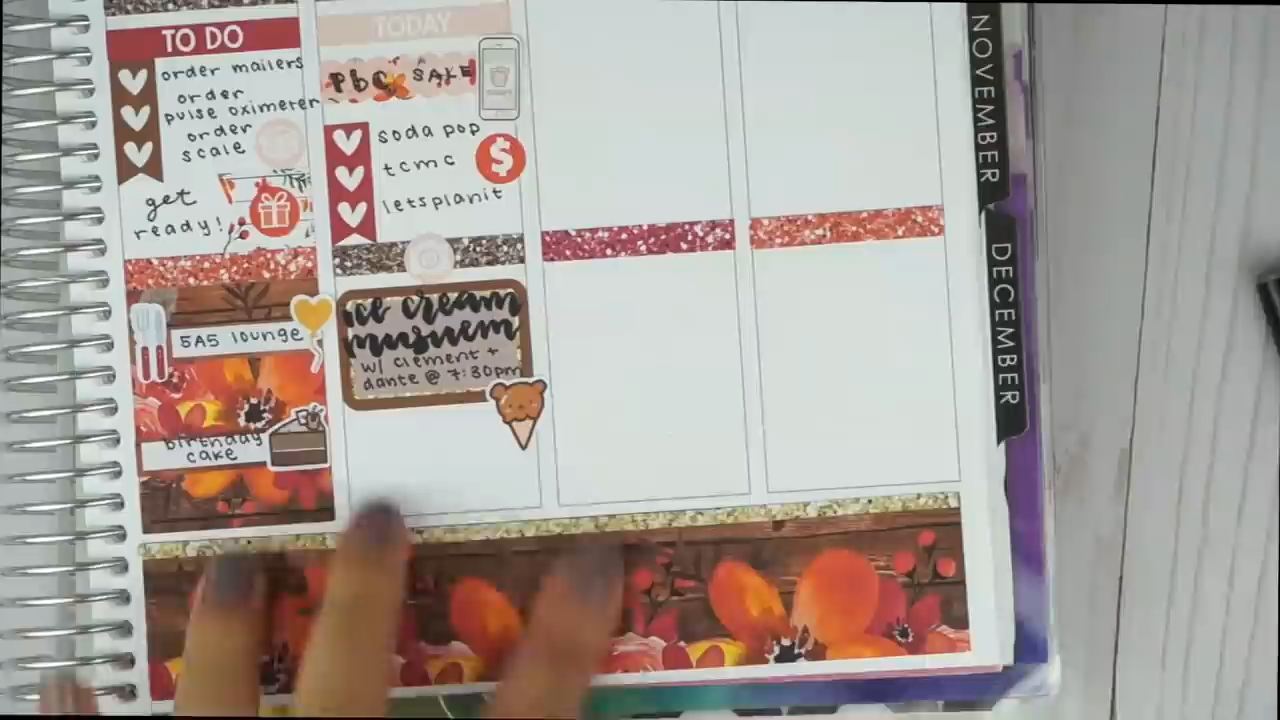 TO DO
order mailers
order
pulse oximeter
order
scale
get
ready!
5A5 lounge
birthday
cake
TODAY
PbC SALE
soda pop
tcmc
letsplanit
ice cream
museum
w/ clement +
dante @ 7:30pm
NOVEMBER
DECEMBER